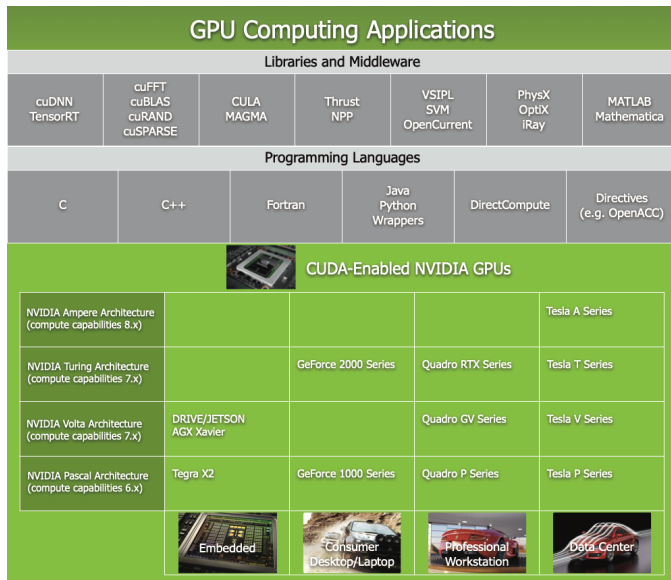 GPU Computing Applications
Libraries and Middleware
cuDNN
TensorRT
cuFFT
cuBLAS
cuRAND
cuSPARSE
CULA
MAGMA
Thrust
NPP
VSIPL
SVM
OpenCurrent
PhysX
OptiX
iRay
MATLAB
Mathematica
Programming Languages
C
C++
Fortran
Java
Python
Wrappers
DirectCompute
Directives
(e.g. OpenACC)
CUDA-Enabled NVIDIA GPUs
NVIDIA Ampere Architecture
(compute capabilities 8.x)
Tesla A Series
NVIDIA Turing Architecture
(compute capabilities 7.x)
GeForce 2000 Series
Quadro RTX Series
Tesla T Series
NVIDIA Volta Architecture
(compute capabilities 7.x)
DRIVE/JETSON
AGX Xavier
Quadro GV Series
Tesla V Series
NVIDIA Pascal Architecture
(compute capabilities 6.x)
Tegra X2
GeForce 1000 Series
Quadro P Series
Tesla P Series
Embedded
Consumer
Desktop/Laptop
Professional
Workstation
Data Center